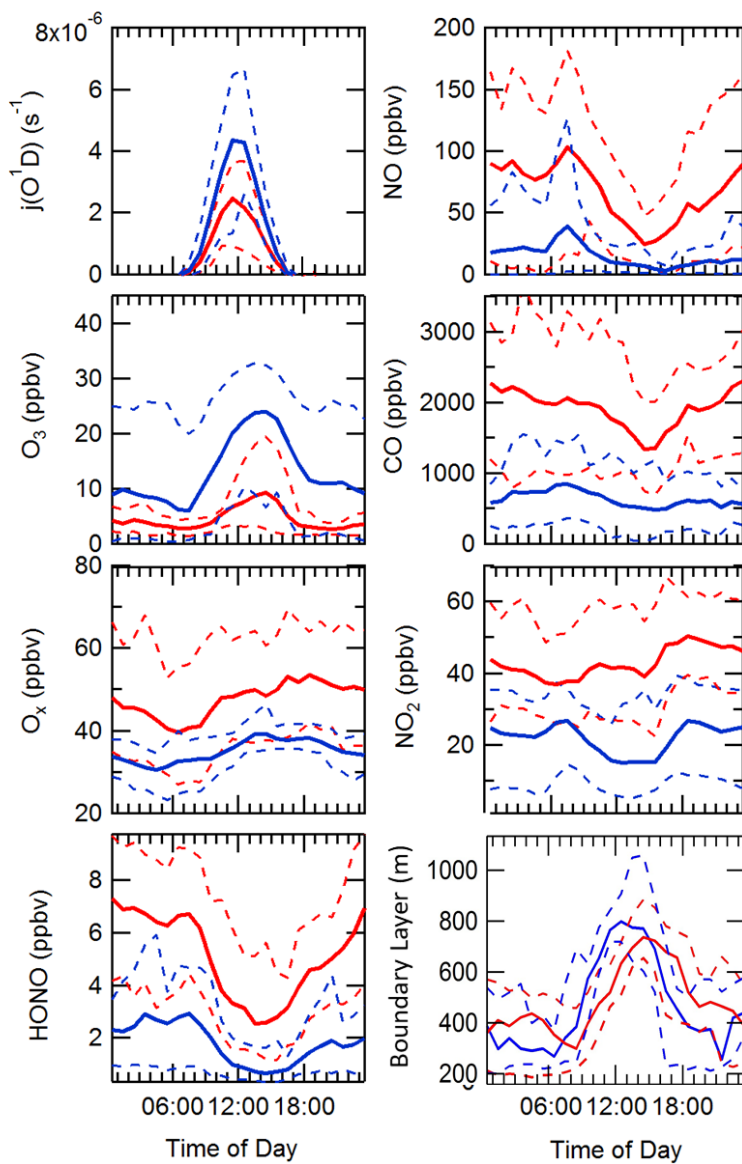 8x10⁻⁶
6
4
2
0
j(O¹D) (s⁻¹)
200
150
100
50
0
NO (ppbv)
40
30
20
10
0
O₃ (ppbv)
3000
2000
1000
0
CO (ppbv)
80
60
40
20
Oₓ (ppbv)
60
40
20
NO₂ (ppbv)
8
6
4
2
HONO (ppbv)
06:00 12:00 18:00
Time of Day
1000
800
600
400
200
Boundary Layer (m)
06:00 12:00 18:00
Time of Day